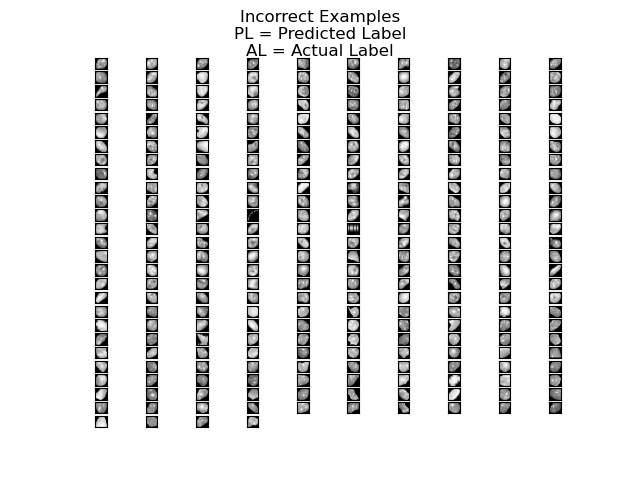 Incorrect Examples
PL = Predicted Label
AL = Actual Label